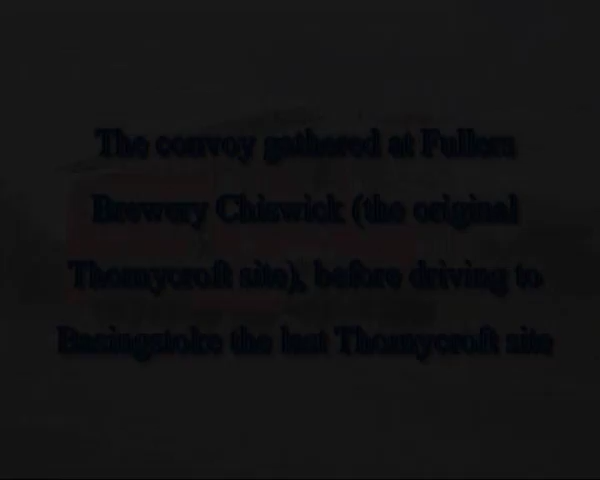 The convoy gathered at Fullers
Brewery Chiswick (the original
Thornycroft site), before driving to
Basingstoke the last Thornycroft site